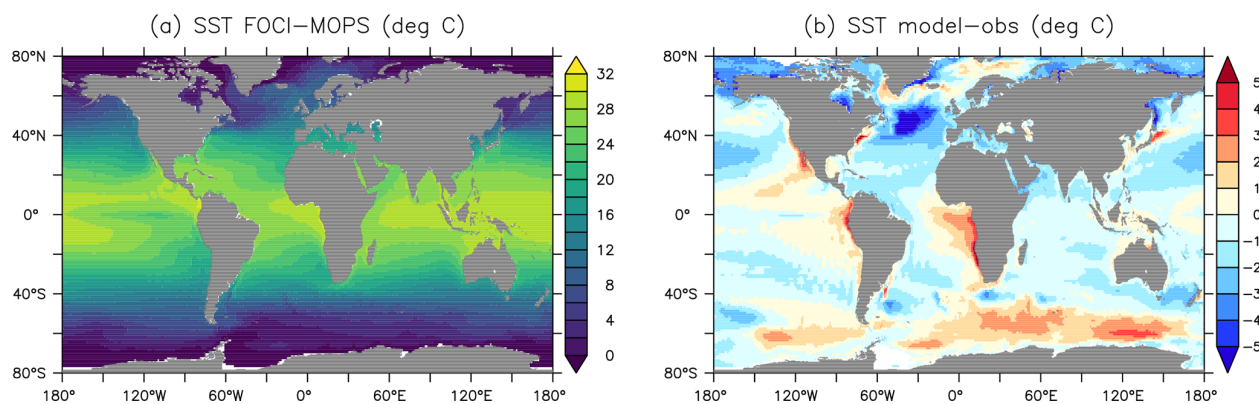 (a) SST FOCI−MOPS (deg C)
80°N
40°N
0°
40°S
80°S
180° 120°W 60°W 0° 60°E 120°E 180°
32
28
24
20
16
12
8
4
0
(b) SST model−obs (deg C)
80°N
40°N
0°
40°S
80°S
180° 120°W 60°W 0° 60°E 120°E 180°
5
4
3
2
1
0
−1
−2
−3
−4
−5